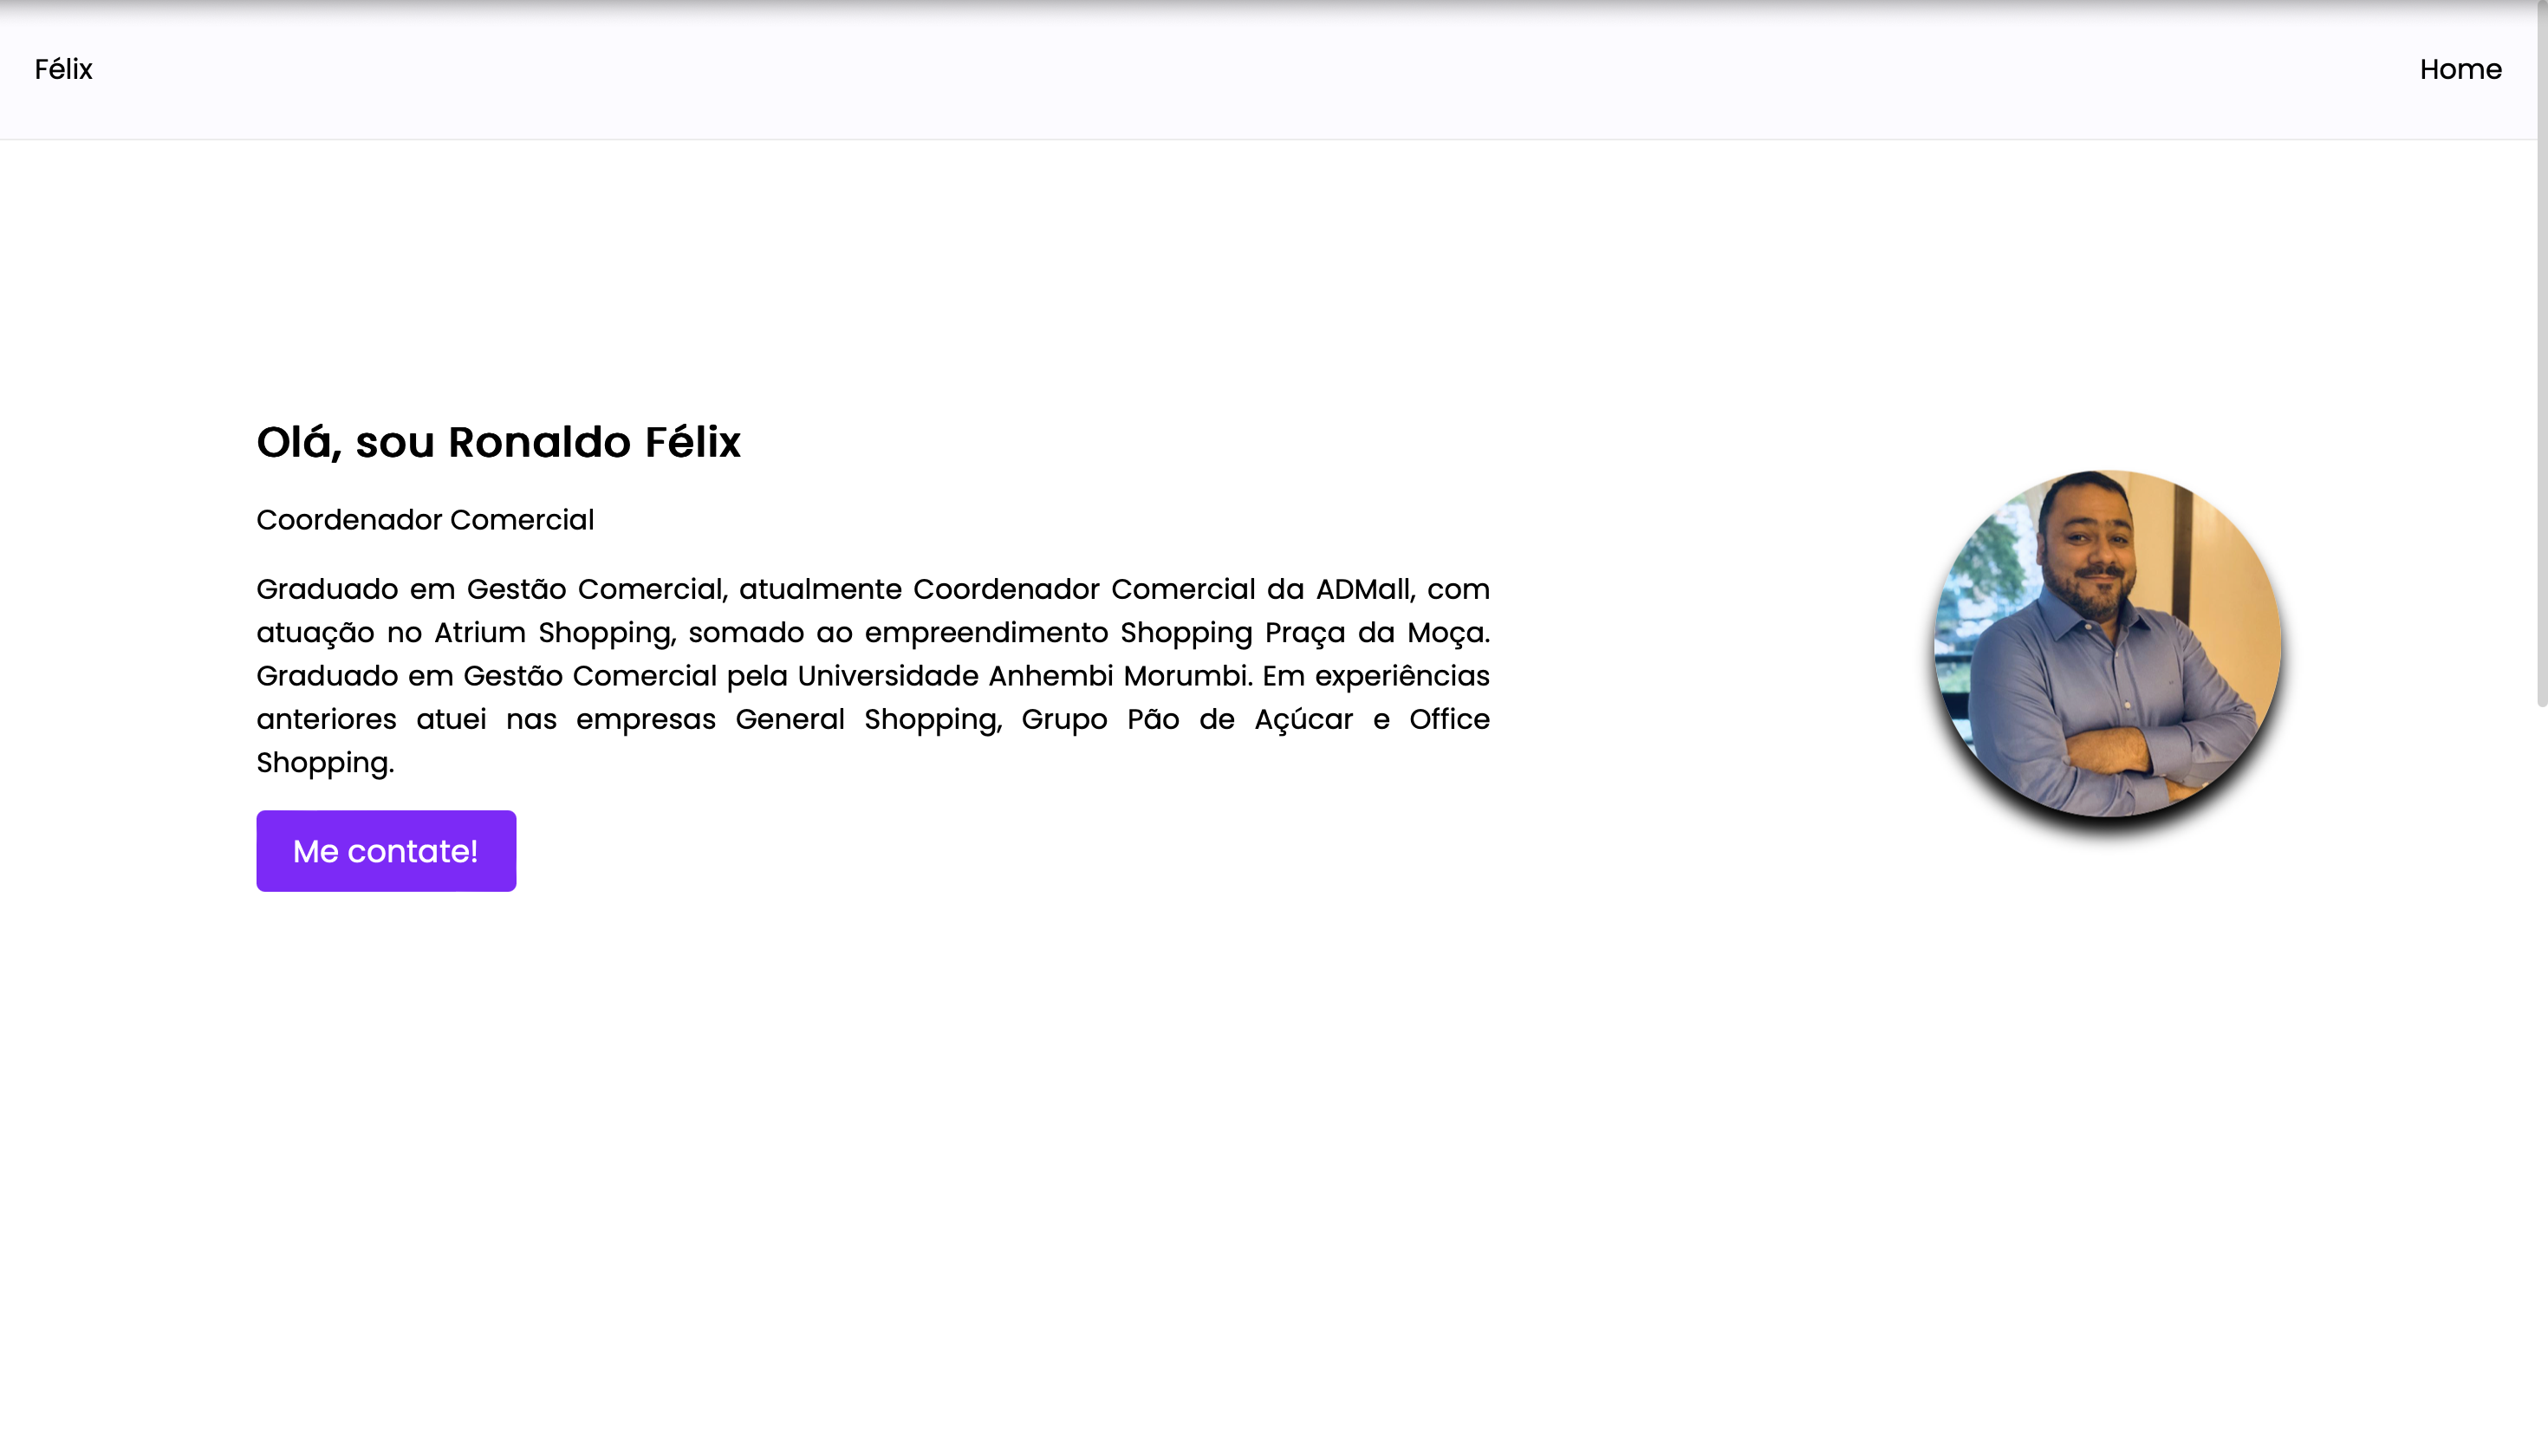 Félix
Home
Olá, sou Ronaldo Félix
Coordenador Comercial
Graduado em Gestão Comercial, atualmente Coordenador Comercial da ADMall, com
atuação no Atrium Shopping, somado ao empreendimento Shopping Praça da Moça.
Graduado em Gestão Comercial pela Universidade Anhembi Morumbi. Em experiências
anteriores atuei nas empresas General Shopping, Grupo Pão de Açúcar e Office
Shopping.
Me contate!